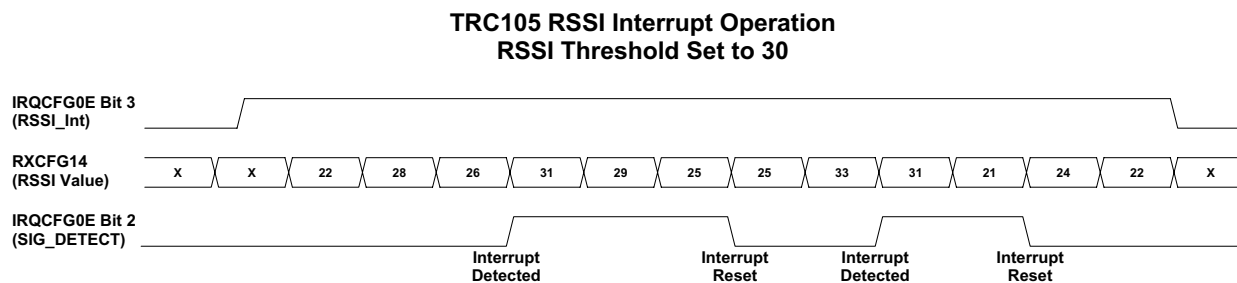 TRC105 RSSI Interrupt Operation
RSSI Threshold Set to 30
IRQCFG0E Bit 3
(RSSI_Int)
RXCFG14
(RSSI Value)
X X 22 28 26 31 29 25 25 33 31 21 24 22 X
IRQCFG0E Bit 2
(SIG_DETECT)
Interrupt Detected
Interrupt Reset
Interrupt Detected
Interrupt Reset